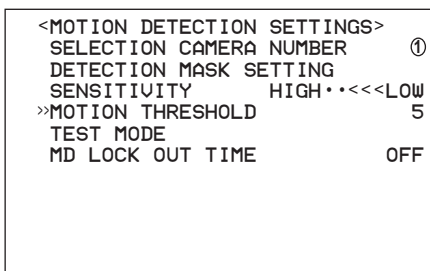 <MOTION DETECTION SETTINGS>
SELECTION CAMERA NUMBER ①
DETECTION MASK SETTING
SENSITIVITY HIGH··<<<LOW
»MOTION THRESHOLD 5
TEST MODE
MD LOCK OUT TIME OFF